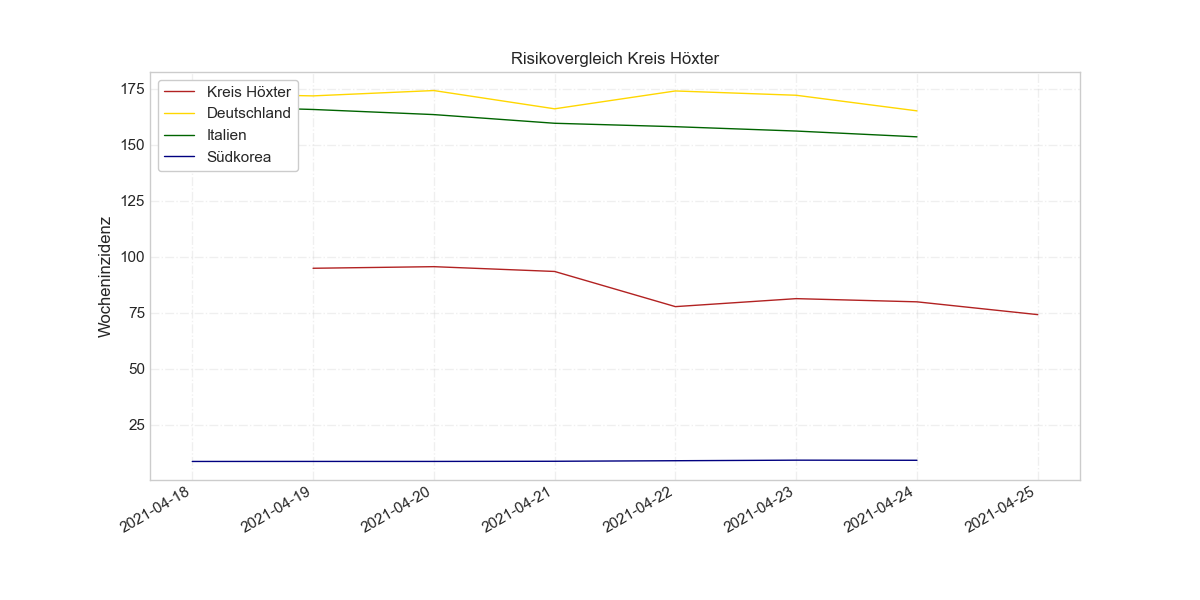 Risikovergleich Kreis Höxter
Kreis Höxter
Deutschland
Italien
Südkorea
Wocheninzidenz
175
150
125
100
75
50
25
2021-04-18
2021-04-19
2021-04-20
2021-04-21
2021-04-22
2021-04-23
2021-04-24
2021-04-25